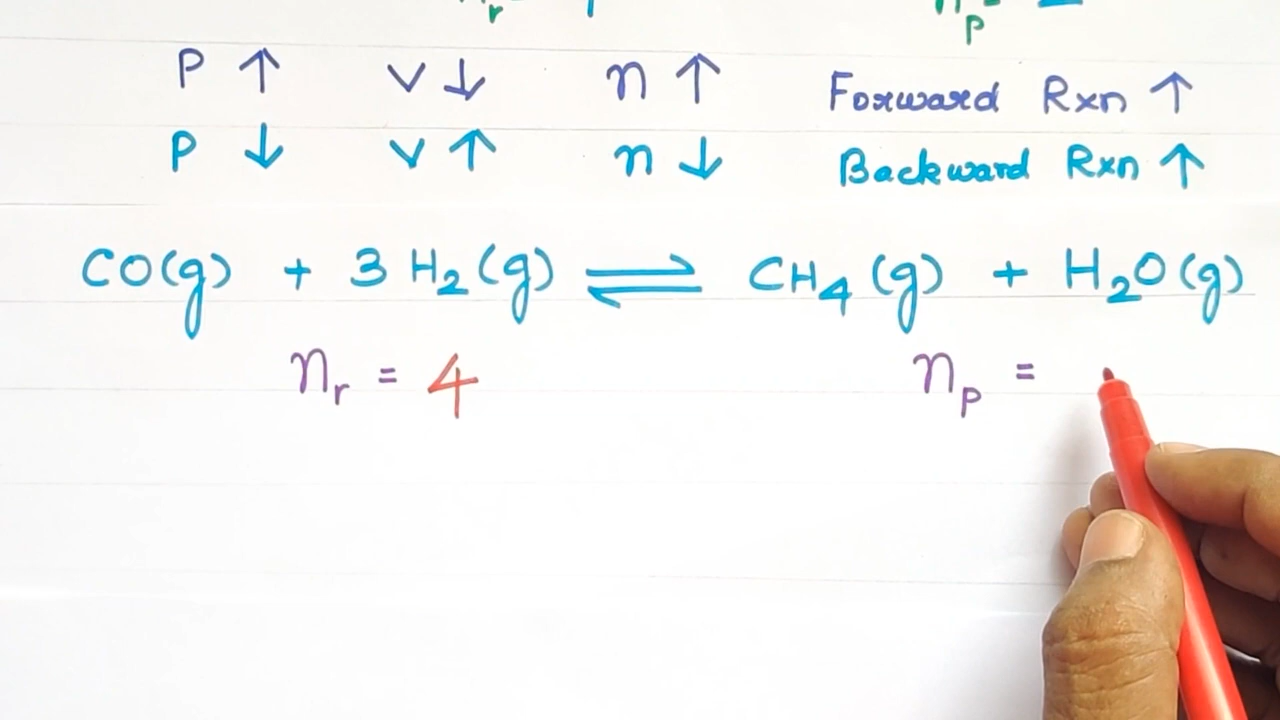 P ↑ V ↓ n ↑ Forward Rxn ↑
P ↓ V ↑ n ↓ Backward Rxn ↑
CO(g) + 3 H₂(g) ⇌ CH₄(g) + H₂O(g)
nᵣ = 4 nₚ =